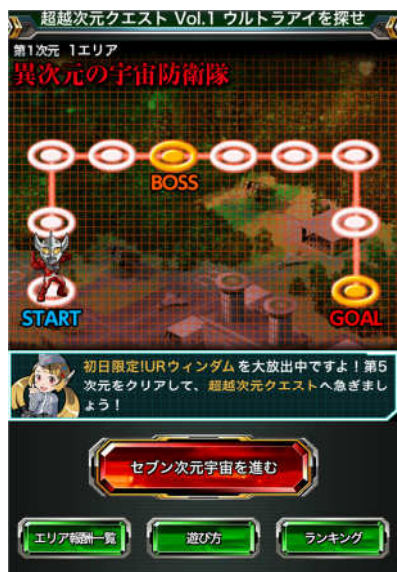 超越次元クエスト Vol.1 ウルトラアイを探せ
第1次元 1エリア
異次元の宇宙防衛隊
BOSS
START
GOAL
初日限定!URウィンダムを大放出中ですよ！第5
次元をクリアして、超越次元クエストへ急ぎまし
ょう！
セブン次元宇宙を進む
エリア報酬一覧
遊び方
ランキング